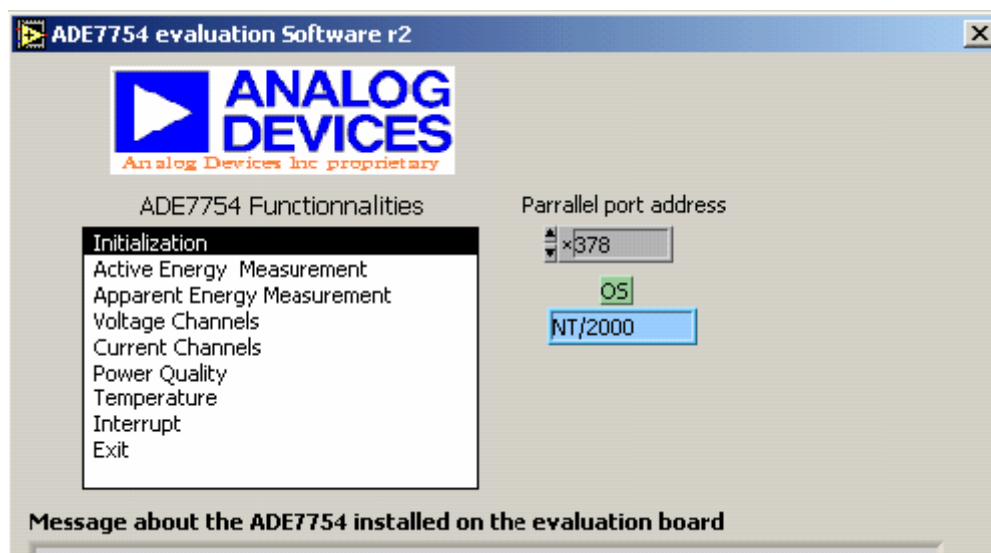 ADE7754 evaluation Software r2
ANALOG
DEVICES
Analog Devices Inc proprietary
ADE7754 Functionnalities
Initialization
Active Energy Measurement
Apparent Energy Measurement
Voltage Channels
Current Channels
Power Quality
Temperature
Interrupt
Exit
Parrallel port address
×378
OS
NT/2000
Message about the ADE7754 installed on the evaluation board